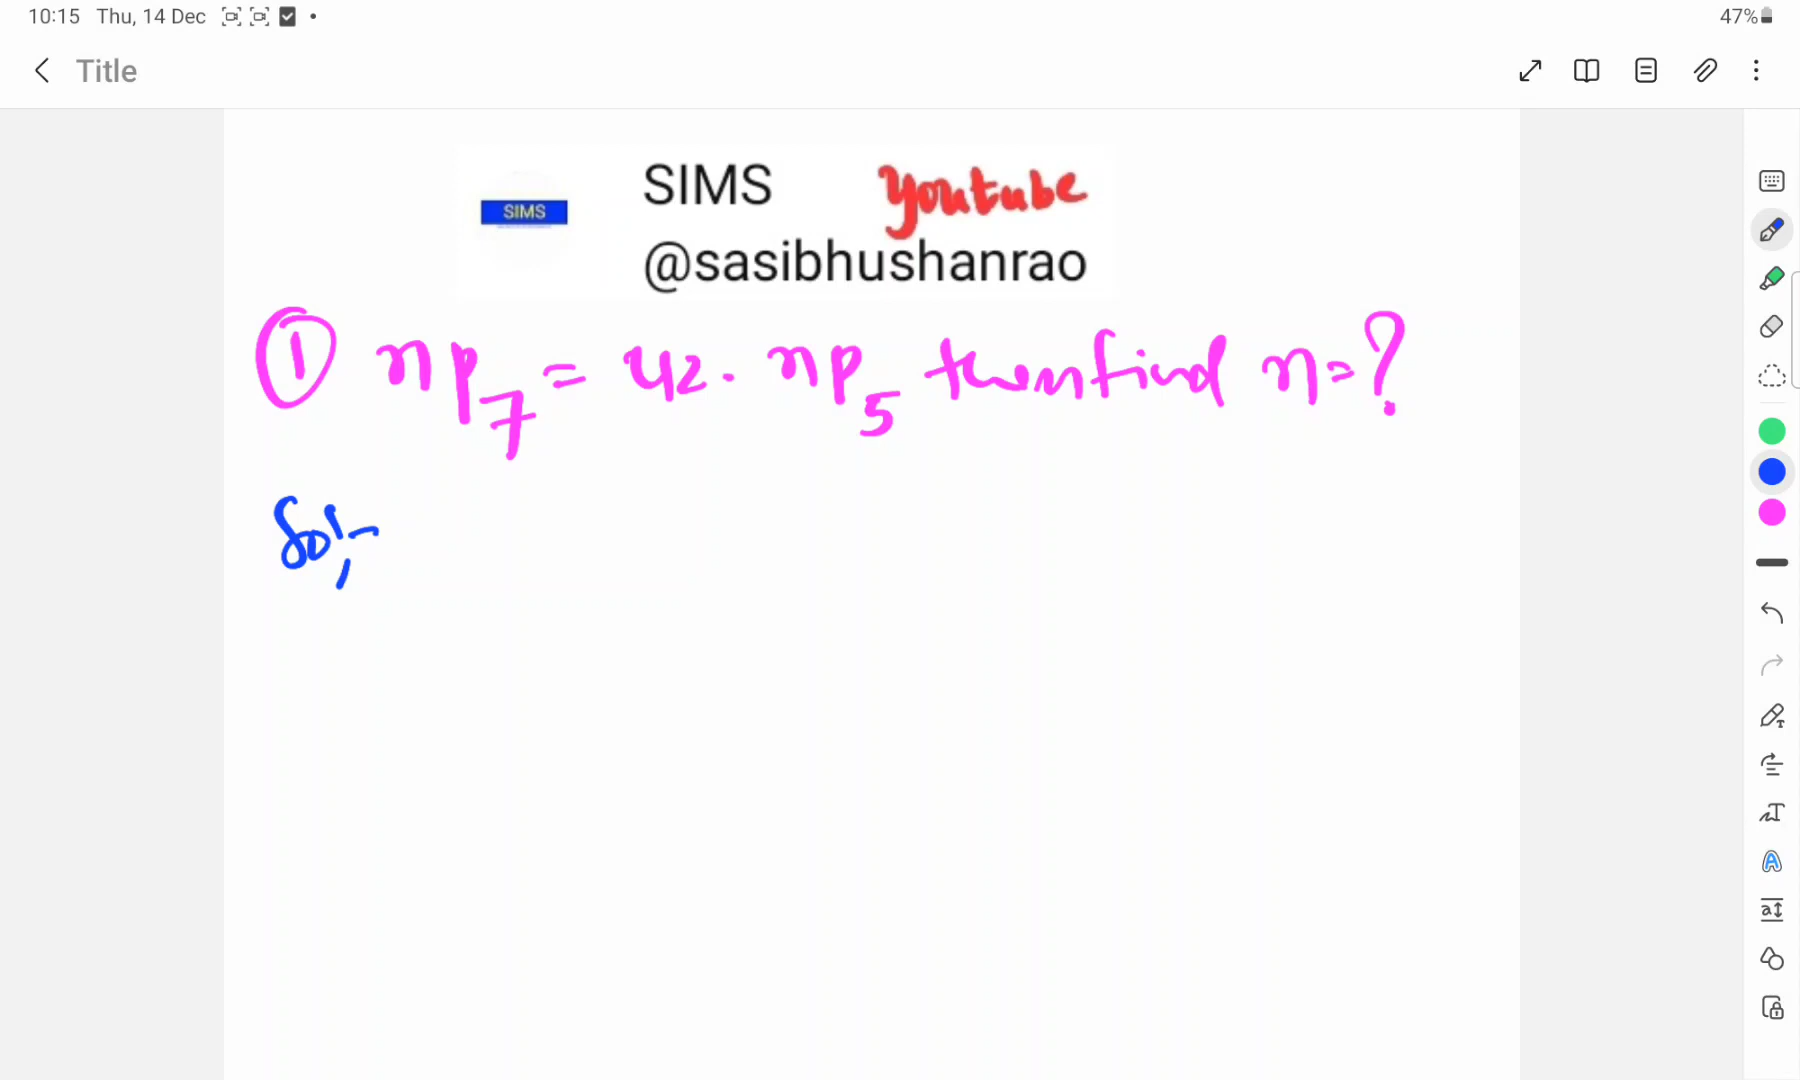 10:15 Thu, 14 Dec 47%
Title
SIMS SIMS youtube
@sasibhushanrao
① nP₇ = 42. nP₅ then find n=?
Sol:-